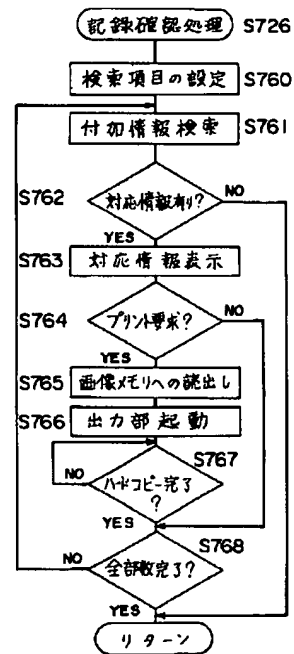 記録確認処理 S726
検索項目の設定 S760
付加情報検索 S761
S762 対応情報有り? NO
YES
S763 対応情報表示
S764 プリント要求? NO
YES
S765 画像メモリへの読出し
S766 出力部起動
S767
NO ハードコピー完了
?
YES
S768
NO 全部数完了?
YES
リターン